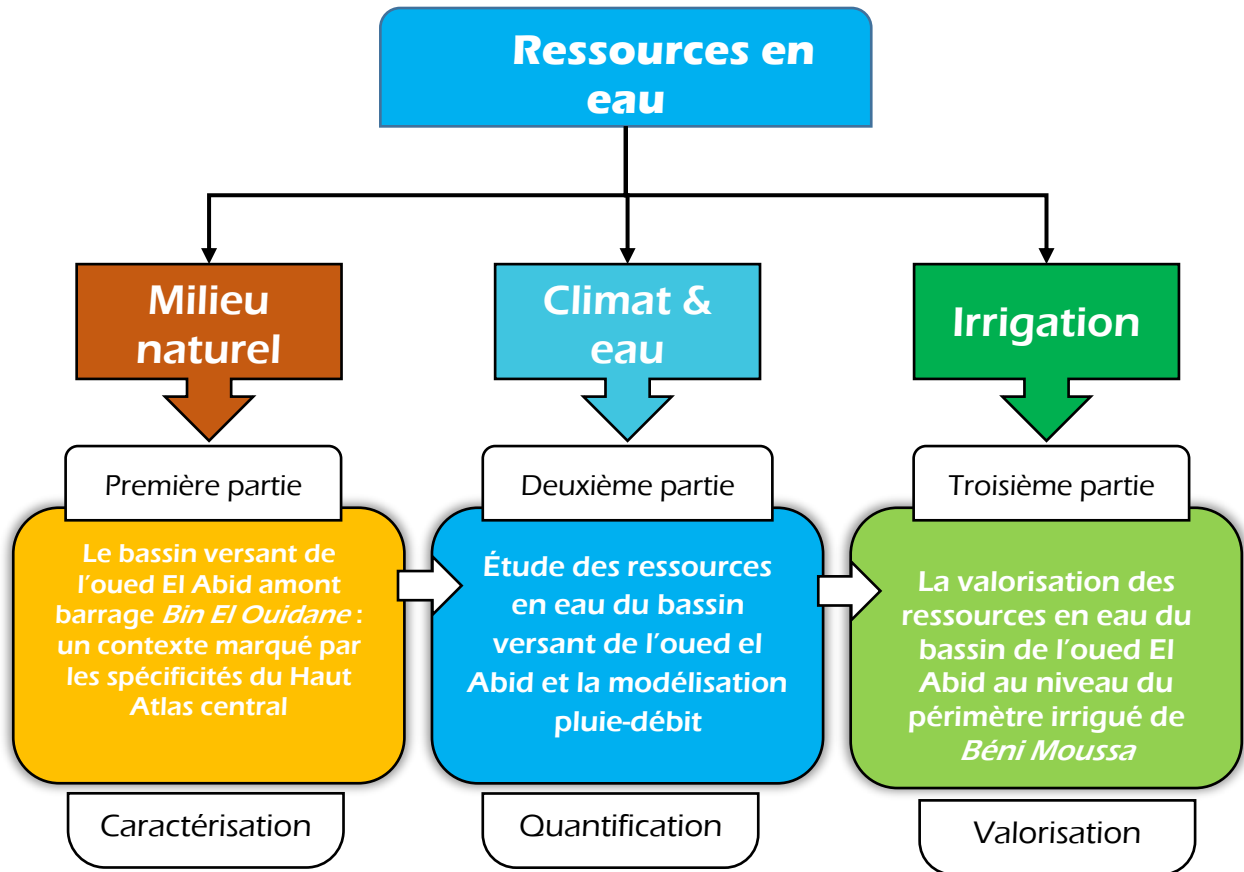 Ressources en
eau
Milieu
naturel
Climat &
eau
Irrigation
Première partie
Deuxième partie
Troisième partie
Le bassin versant de
l'oued El Abid amont
barrage Bin El Ouidane :
un contexte marqué par
les spécificités du Haut
Atlas central
Étude des ressources
en eau du bassin
versant de l'oued el
Abid et la modélisation
pluie-débit
La valorisation des
ressources en eau du
bassin de l'oued El
Abid au niveau du
périmètre irrigué de
Béni Moussa
Caractérisation
Quantification
Valorisation